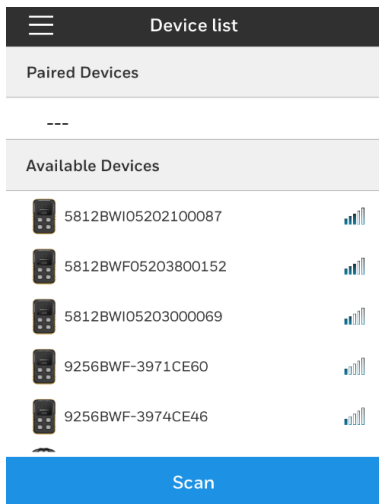 Device list
Paired Devices
---
Available Devices
5812BWI05202100087
5812BWF05203800152
5812BWI05203000069
9256BWF-3971CE60
9256BWF-3974CE46
Scan